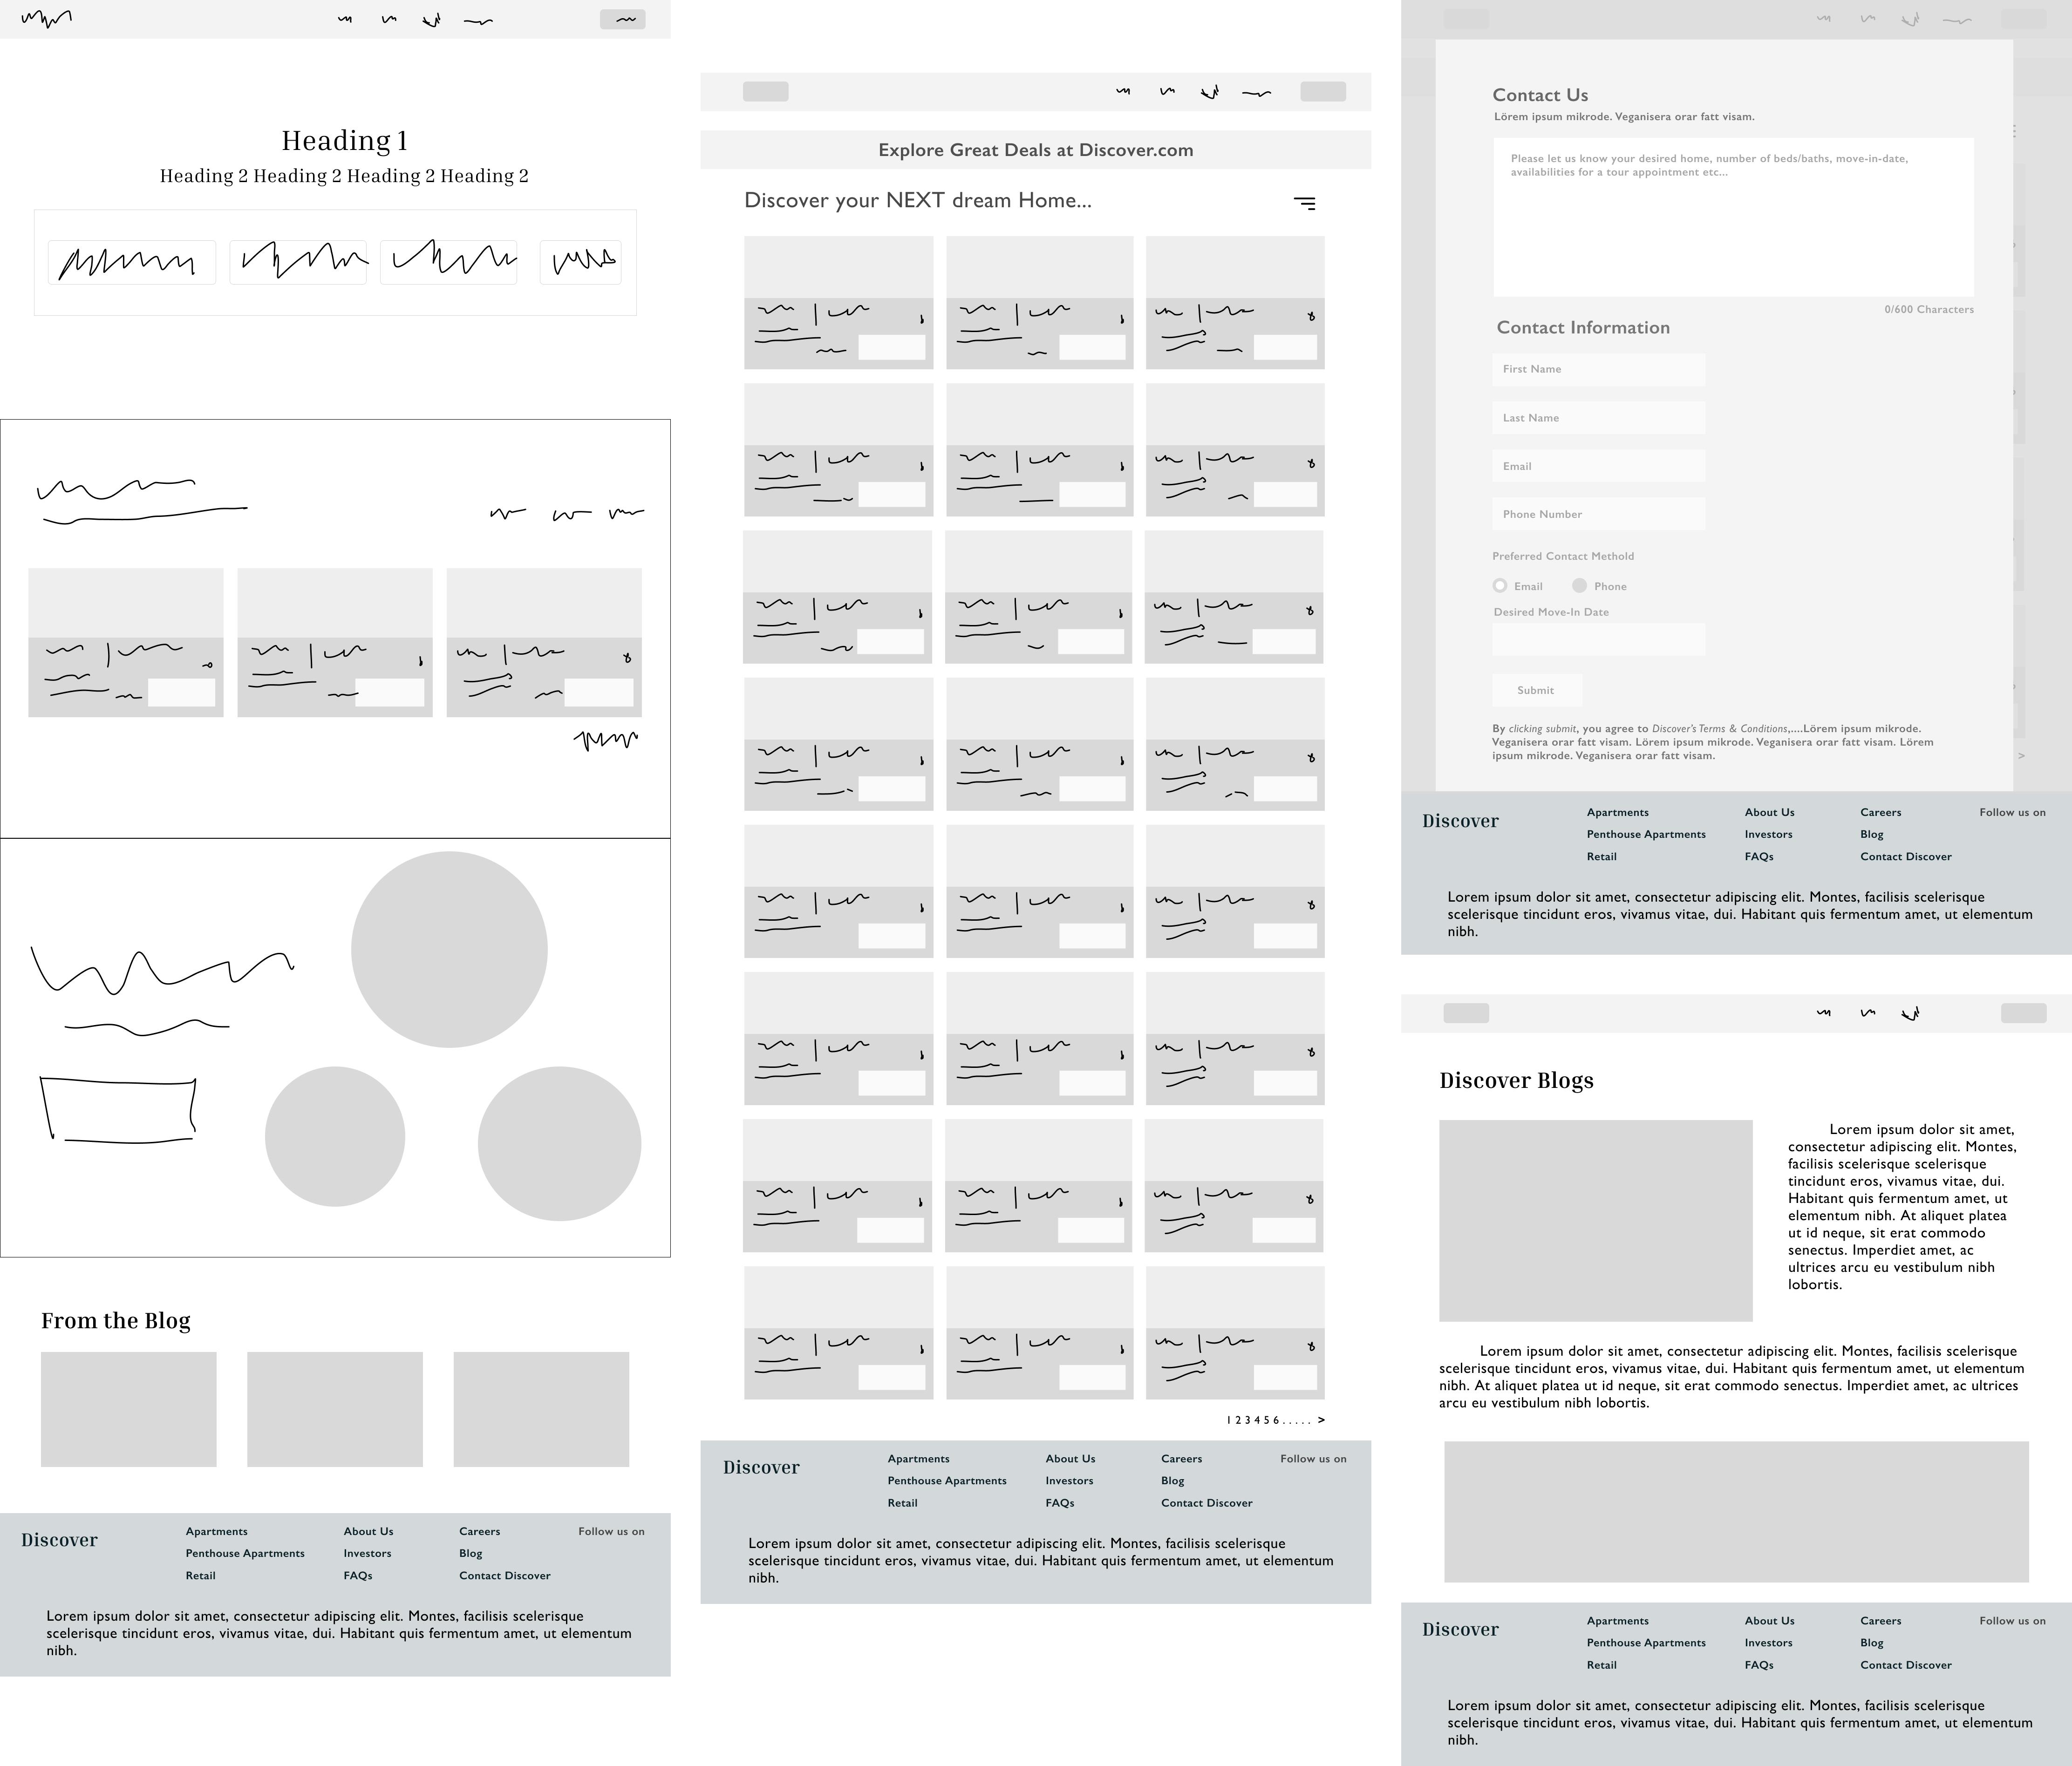 Heading 1
Heading 2 Heading 2 Heading 2 Heading 2
From the Blog
Discover
Apartments
Penthouse Apartments
Retail
About Us
Investors
FAQs
Careers
Blog
Contact Discover
Follow us on
Lorem ipsum dolor sit amet, consectetur adipiscing elit. Montes, facilisis scelerisque
scelerisque tincidunt eros, vivamus vitae, dui. Habitant quis fermentum amet, ut elementum
nibh.
Explore Great Deals at Discover.com
Discover your NEXT dream Home...
1 2 3 4 5 6 . . . . . >
Discover
Apartments
Penthouse Apartments
Retail
About Us
Investors
FAQs
Careers
Blog
Contact Discover
Follow us on
Lorem ipsum dolor sit amet, consectetur adipiscing elit. Montes, facilisis scelerisque
scelerisque tincidunt eros, vivamus vitae, dui. Habitant quis fermentum amet, ut elementum
nibh.
Contact Us
Lörem ipsum mikrode. Veganisera orar fatt visam.
Please let us know your desired home, number of beds/baths, move-in-date,
availabilities for a tour appointment etc...
0/600 Characters
Contact Information
First Name
Last Name
Email
Phone Number
Preferred Contact Methold
Email Phone
Desired Move-In Date
Submit
By clicking submit, you agree to Discover's Terms & Conditions,....Lörem ipsum mikrode.
Veganisera orar fatt visam. Lörem ipsum mikrode. Veganisera orar fatt visam. Lörem
ipsum mikrode. Veganisera orar fatt visam.
>
Discover
Apartments
Penthouse Apartments
Retail
About Us
Investors
FAQs
Careers
Blog
Contact Discover
Follow us on
Lorem ipsum dolor sit amet, consectetur adipiscing elit. Montes, facilisis scelerisque
scelerisque tincidunt eros, vivamus vitae, dui. Habitant quis fermentum amet, ut elementum
nibh.
Discover Blogs
Lorem ipsum dolor sit amet,
consectetur adipiscing elit. Montes,
facilisis scelerisque scelerisque
tincidunt eros, vivamus vitae, dui.
Habitant quis fermentum amet, ut
elementum nibh. At aliquet platea
ut id neque, sit erat commodo
senectus. Imperdiet amet, ac
ultrices arcu eu vestibulum nibh
lobortis.
Lorem ipsum dolor sit amet, consectetur adipiscing elit. Montes, facilisis scelerisque
scelerisque tincidunt eros, vivamus vitae, dui. Habitant quis fermentum amet, ut elementum
nibh. At aliquet platea ut id neque, sit erat commodo senectus. Imperdiet amet, ac ultrices
arcu eu vestibulum nibh lobortis.
Discover
Apartments
Penthouse Apartments
Retail
About Us
Investors
FAQs
Careers
Blog
Contact Discover
Follow us on
Lorem ipsum dolor sit amet, consectetur adipiscing elit. Montes, facilisis scelerisque
scelerisque tincidunt eros, vivamus vitae, dui. Habitant quis fermentum amet, ut elementum
nibh.